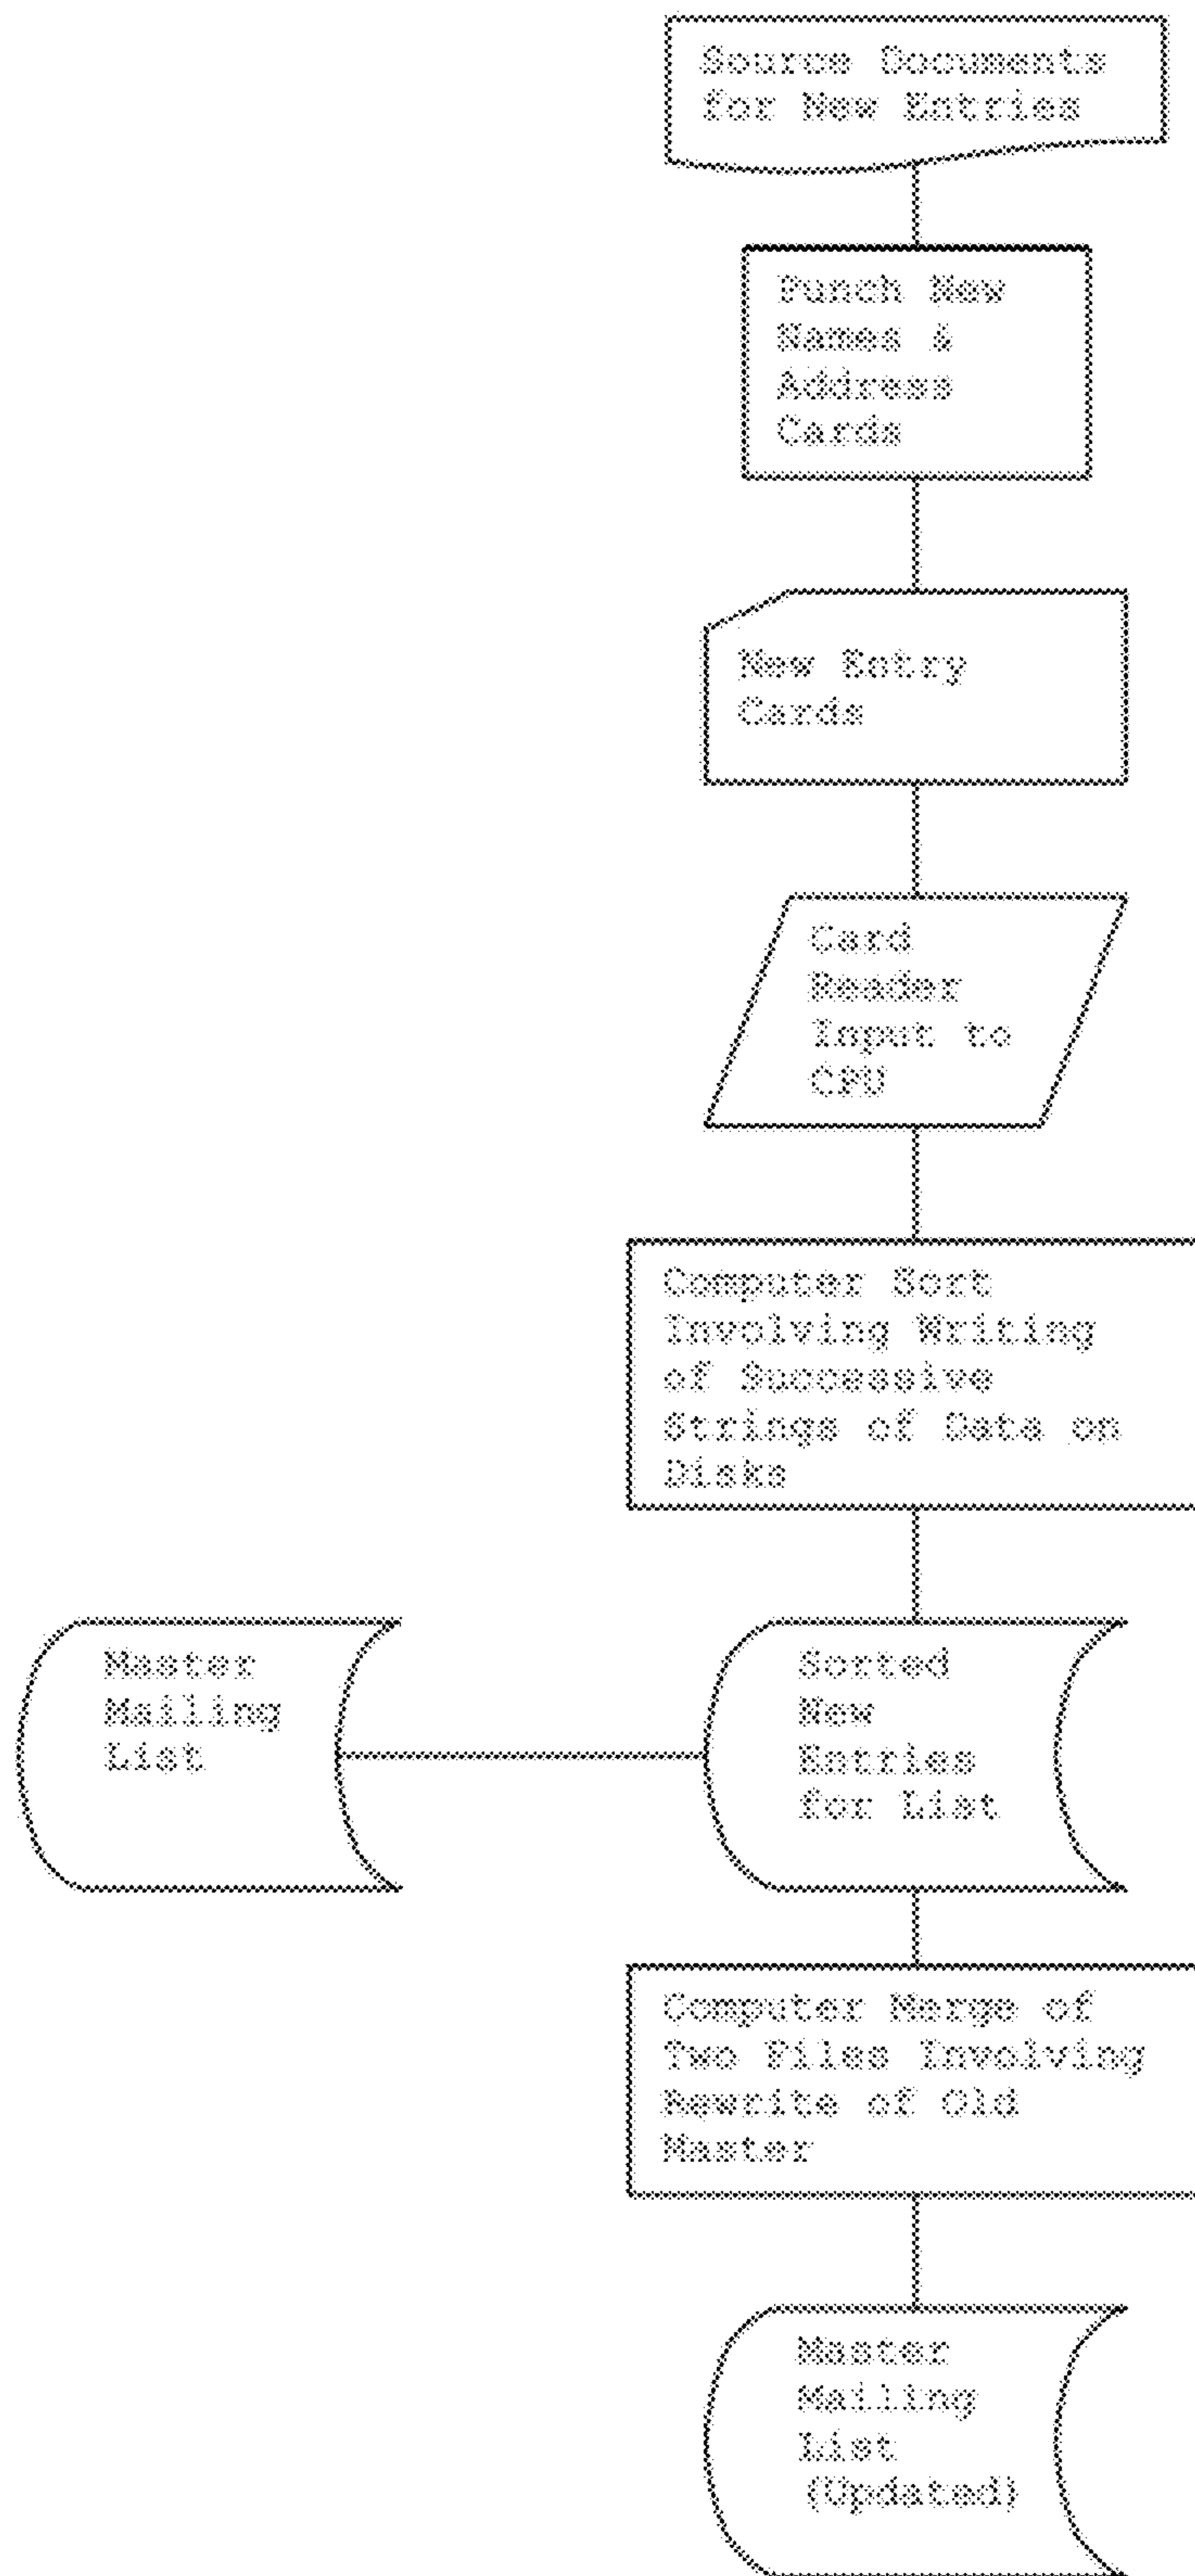 Source Documents
for New Entries
Punch New
Names &
Address
Cards
New Entry
Cards
Card
Reader
Input to
CPU
Computer Sort
Involving Writing
of Successive
Strings of Data on
Disks
Master
Mailing
List
Sorted
New
Entries
for List
Computer Merge of
Two Files Involving
Rewrite of Old
Master
Master
Mailing
List
(Updated)